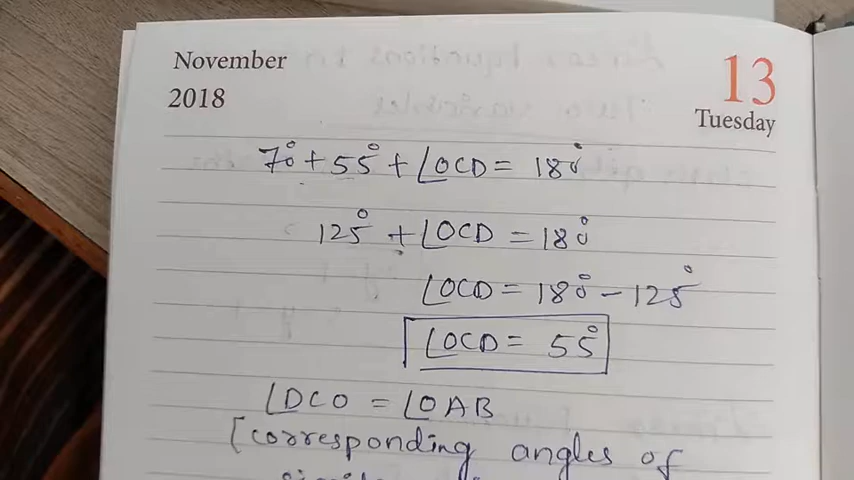 November
2018
13
Tuesday
70° + 55° + ∠OCD = 180°
125° + ∠OCD = 180°
∠OCD = 180° - 125°
∠OCD = 55°
∠DCO = ∠OAB
[corresponding angles of